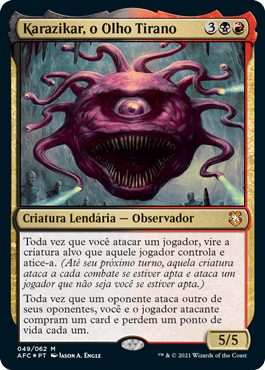 Karazikar, o Olho Tirano 3
Criatura Lendária — Observador
Toda vez que você atacar um jogador, vire a
criatura alvo que aquele jogador controla e
atice-a. (Até seu próximo turno, aquela criatura
ataca a cada combate se estiver apta e ataca um
jogador que não seja você se estiver apta.)
Toda vez que um oponente ataca outro de
seus oponentes, você e o jogador atacante
compram um card e perdem um ponto de
vida cada um.
5/5
049/062 M
AFC ★ PT JASON A. ENGLE
™ & © 2021 Wizards of the Coast